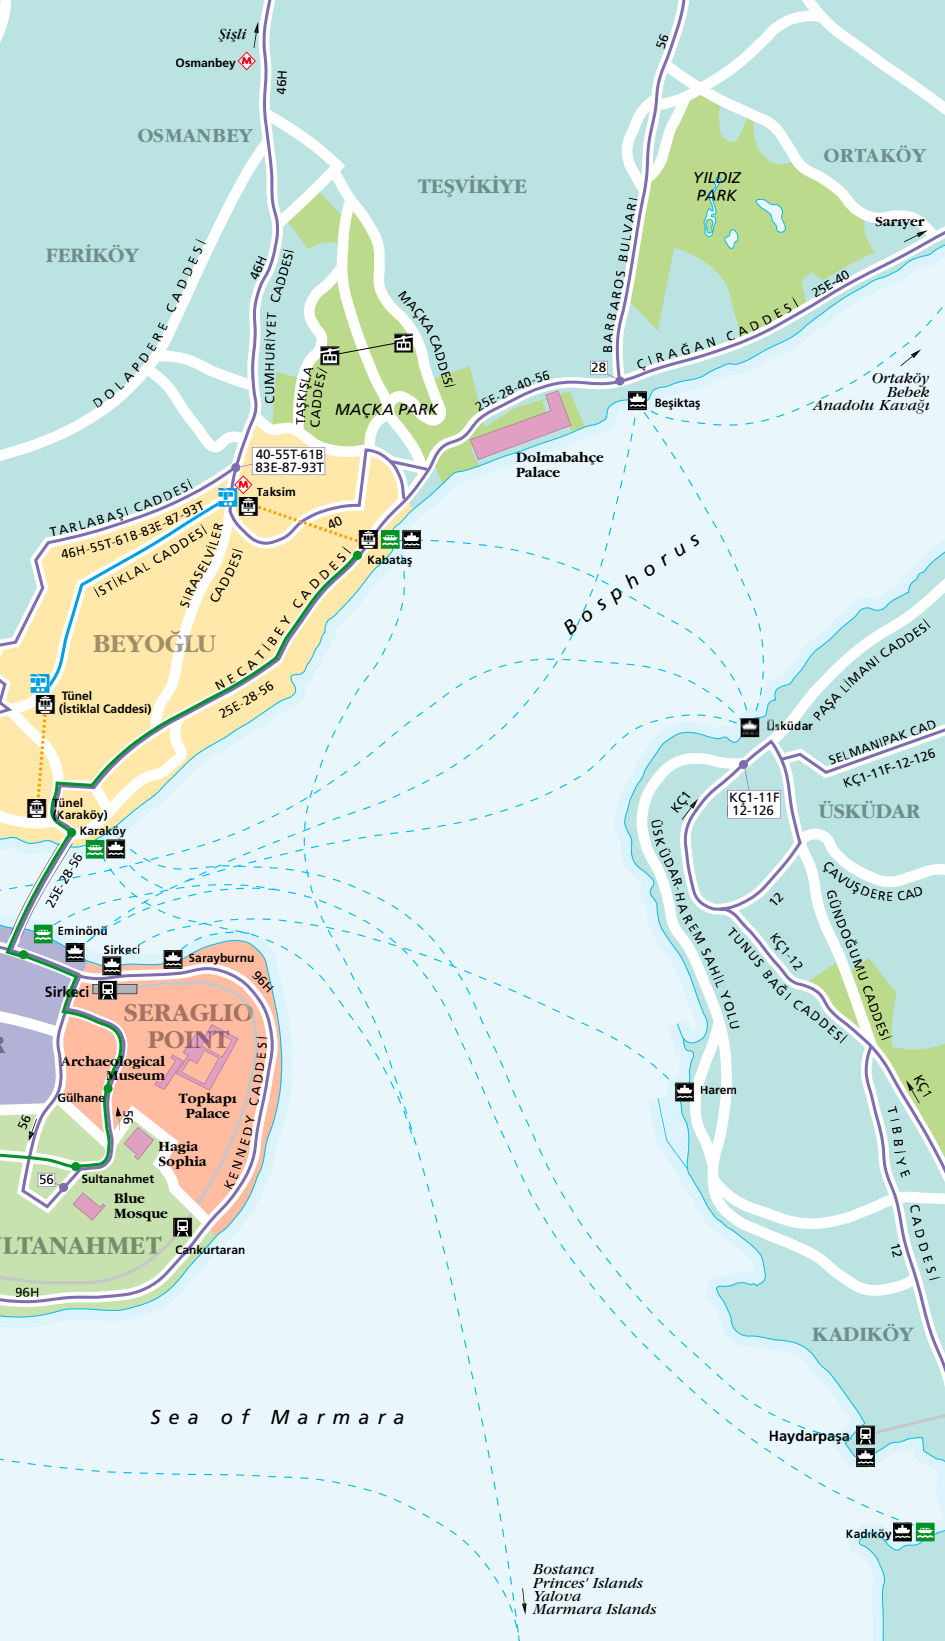 Şişli
Osmanbey
M
46H
56
OSMANBEY
ORTAKÖY
TEŞVİKİYE
YILDIZ
PARK
Sarıyer
FERİKÖY
DOLAPDERE CADDESİ
46H
CUMHURİYET CADDESİ
MAÇKA CADDESİ
BARBAROS BULVARI
ÇIRAĞAN CADDESİ
25E-40
TAŞKIŞLA
CADDESİ
MAÇKA PARK
25E-28-40-56
28
Beşiktaş
Ortaköy
Bebek
Anadolu Kavağı
Dolmabahçe
Palace
40-55T-61B
83E-87-93T
M
Taksim
TARLABAŞI CADDESİ
46H-55T-61B-83E-87-93T
İSTİKLAL CADDESİ
SIRASELVILER
CADDESİ
40
Kabataş
Bosphorus
NECATİBEY CADDESİ
25E-28-56
BEYOĞLU
Tünel
(İstiklal Caddesi)
PAŞA LİMANI CADDESİ
Üsküdar
SELMANIPAK CAD
KÇ1-11F-12-126
KÇ1
KÇ1-11F
12-126
ÜSKÜDAR
Tünel
(Karaköy)
Karaköy
25E-28-56
ÜSKÜDAR-HAREM SAHİL YOLU
ÇAVUŞDERE CAD
12
GÜNDOĞUMU CADDESİ
KÇ1-12
TUNUS BAĞI CADDESİ
Eminönü
Sirkeci
Sarayburnu
Sirkeci
96H
SERAGLIO
POINT
R
Archaeological
Museum
Gülhane
Topkapı
Palace
KENNEDY CADDESİ
Harem
KÇ1
56
56
Hagia
Sophia
TIBBİYE CADDESİ
Sultanahmet
56
Blue
Mosque
12
LTANAHMET
Cankurtaran
96H
KADIKÖY
Sea of Marmara
Haydarpaşa
Kadıköy
Bostancı
Princes' Islands
Yalova
Marmara Islands